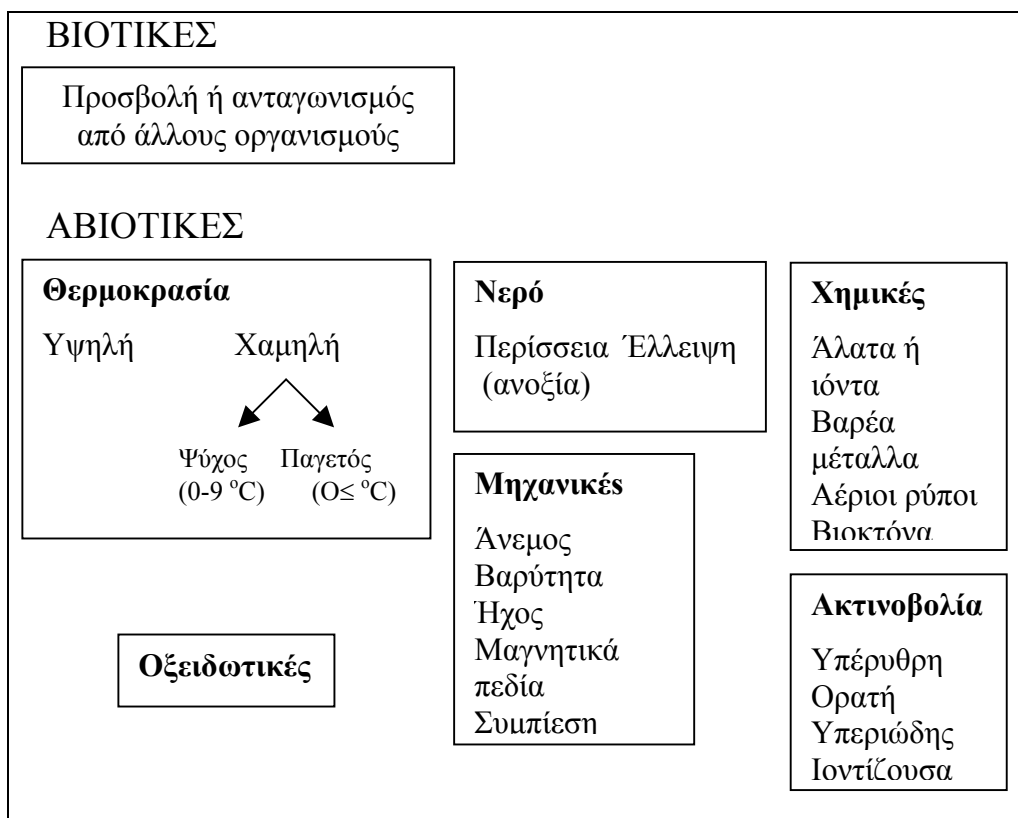 ΒΙΟΤΙΚΕΣ
Προσβολή ή ανταγωνισμός
από άλλους οργανισμούς
ΑΒΙΟΤΙΚΕΣ
Θερμοκρασία
Υψηλή Χαμηλή
Ψύχος Παγετός
(0-9 °C) (Ο≤ °C)
Νερό
Περίσσεια Έλλειψη
(ανοξία)
Χημικές
Άλατα ή
ιόντα
Βαρέα
μέταλλα
Αέριοι ρύποι
Βιοκτόνα
Μηχανικές
Άνεμος
Βαρύτητα
Ήχος
Μαγνητικά
πεδία
Συμπίεση
Οξειδωτικές
Ακτινοβολία
Υπέρυθρη
Ορατή
Υπεριώδης
Ιοντίζουσα